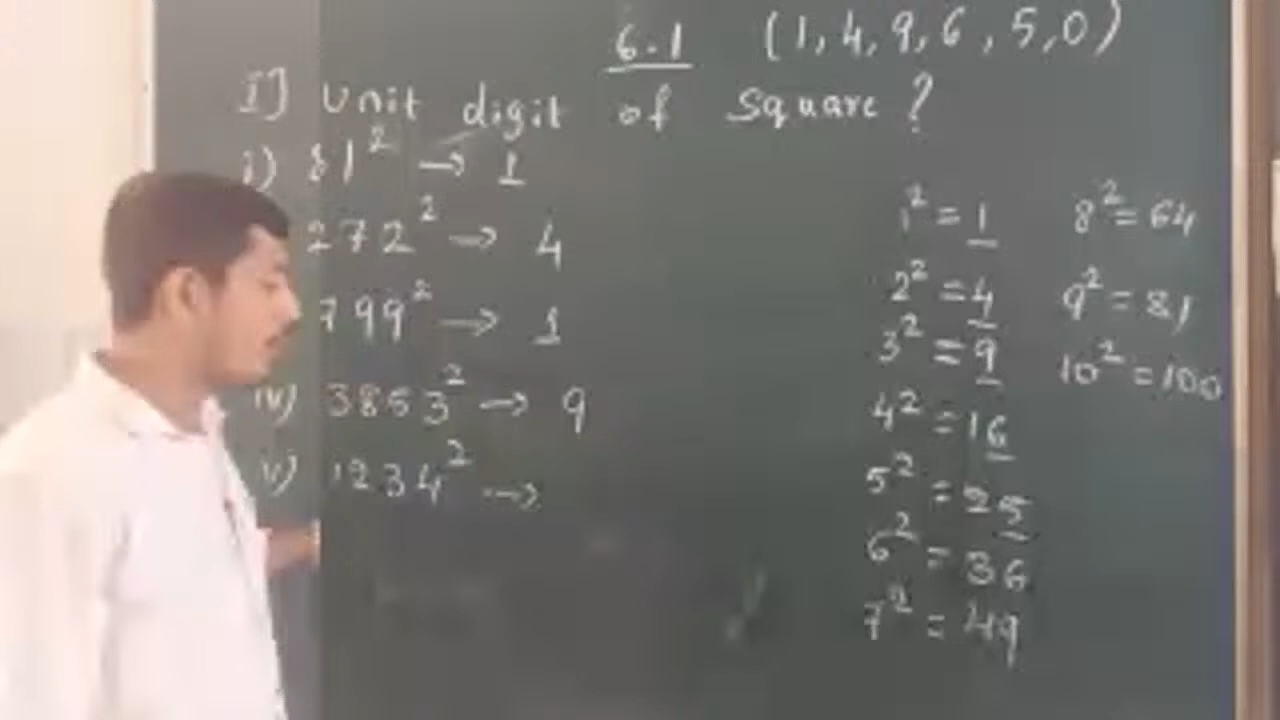 6.1 (1, 4, 9, 6, 5, 0)
I] Unit digit of square?
i) 81² → 1
272² → 4
799² → 1
iv) 3853² → 9
v) 1234² →
1² = 1
2² = 4
3² = 9
4² = 16
5² = 25
6² = 36
7² = 49
8² = 64
9² = 81
10² = 100